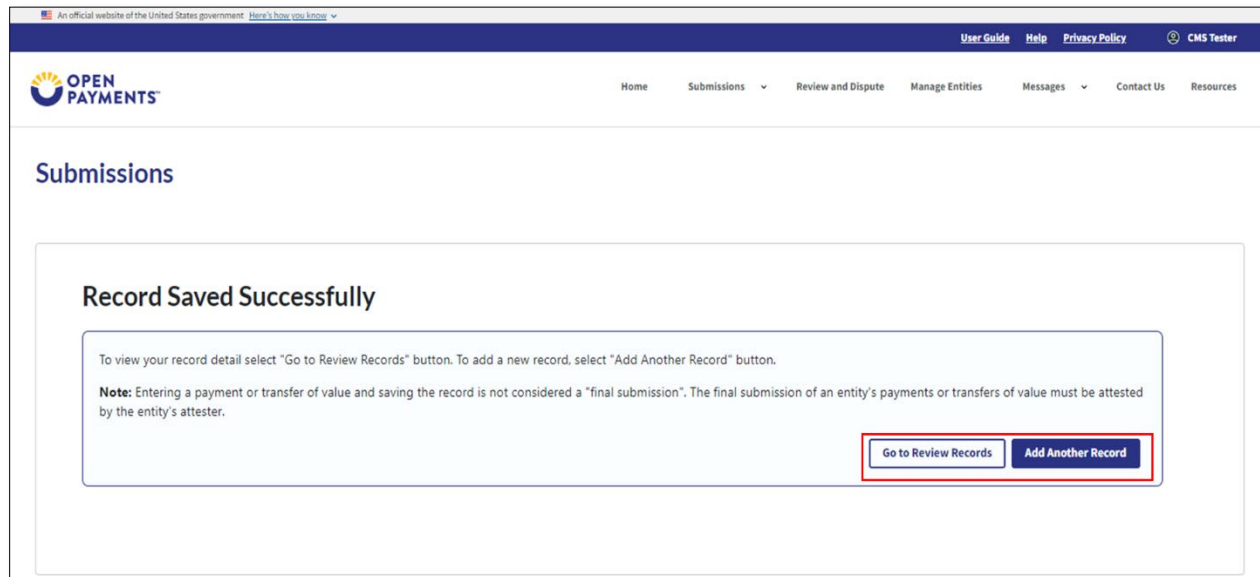 An official website of the United States government Here's how you know
User Guide Help Privacy Policy CMS Tester
OPEN PAYMENTS™
Home Submissions Review and Dispute Manage Entities Messages Contact Us Resources
Submissions
Record Saved Successfully
To view your record detail select "Go to Review Records" button. To add a new record, select "Add Another Record" button.
Note: Entering a payment or transfer of value and saving the record is not considered a "final submission". The final submission of an entity's payments or transfers of value must be attested
by the entity's attester.
Go to Review Records Add Another Record